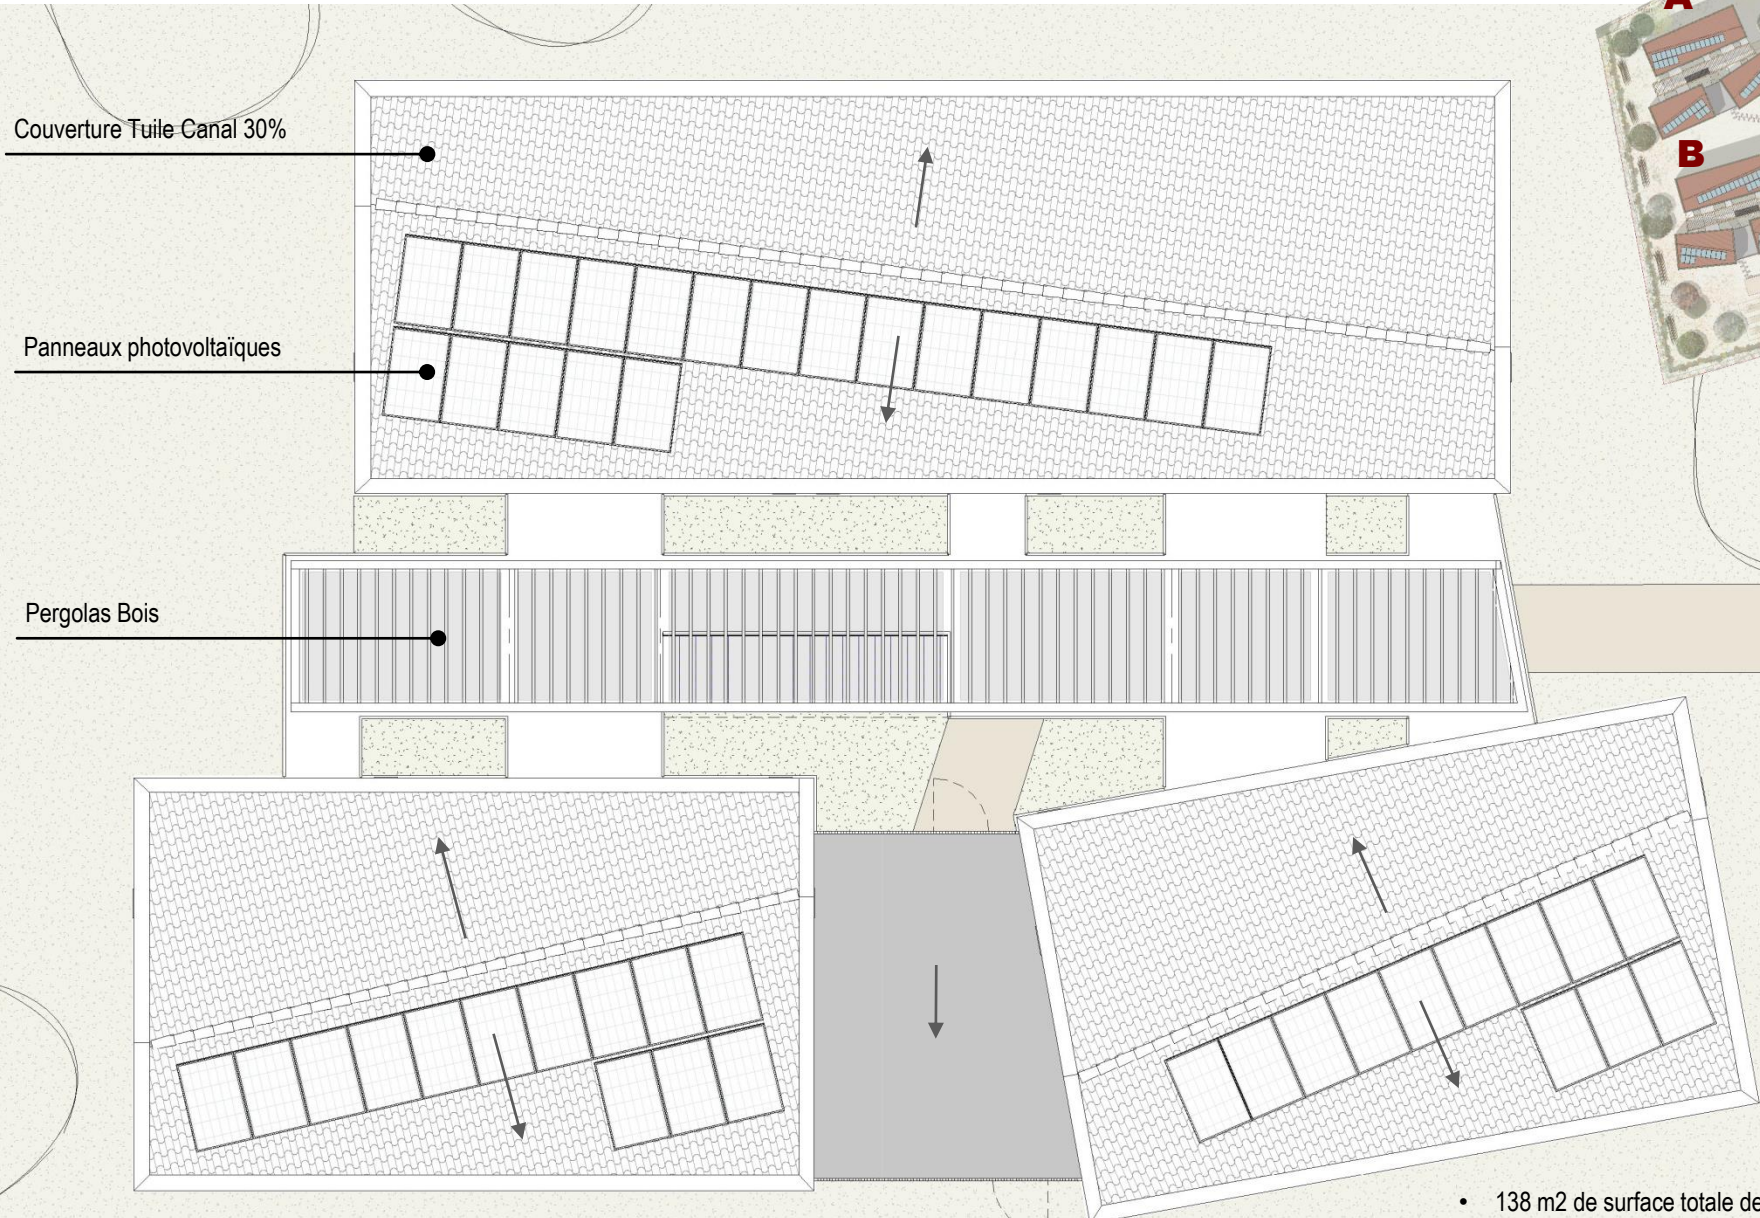 A
Couverture Tuile Canal 30%
B
Panneaux photovoltaïques
Pergolas Bois
• 138 m2 de surface totale de